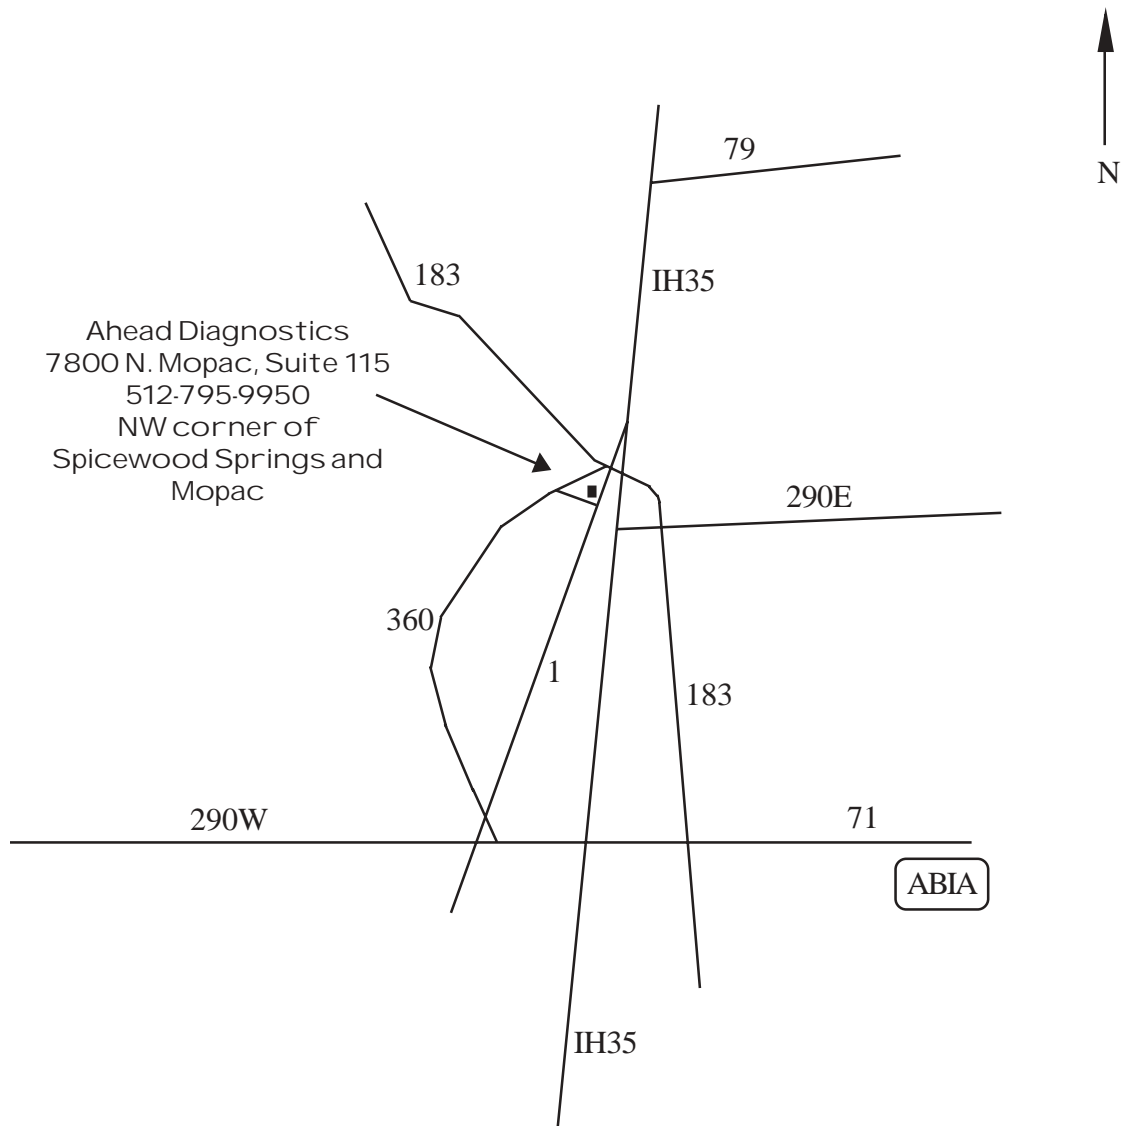 79
N
183
IH35
Ahead Diagnostics
7800 N. Mopac, Suite 115
512-795-9950
NW corner of
Spicewood Springs and
Mopac
290E
360
1
183
290W
71
ABIA
IH35